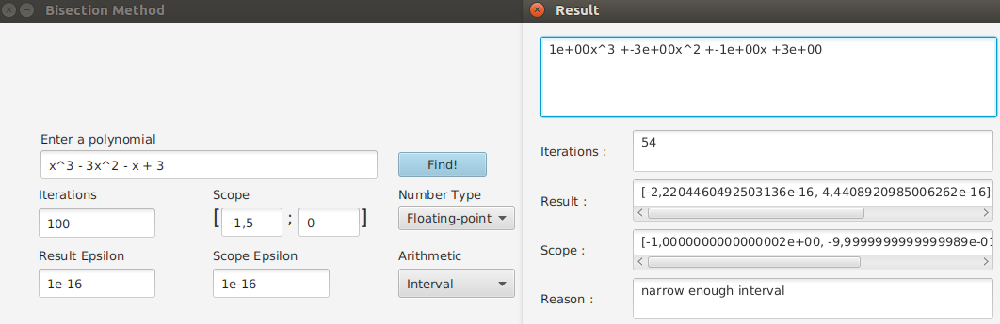 Bisection Method
Enter a polynomial
x^3 - 3x^2 - x + 3
Find!
Iterations
Scope
Number Type
100
[ -1,5 ; 0 ]
Floating-point
Result Epsilon
Scope Epsilon
Arithmetic
1e-16
1e-16
Interval
Result
1e+00x^3 +-3e+00x^2 +-1e+00x +3e+00
Iterations :
54
Result :
[-2,2204460492503136e-16, 4,4408920985006262e-16]
Scope :
[-1,0000000000000002e+00, -9,9999999999999989e-01
Reason :
narrow enough interval